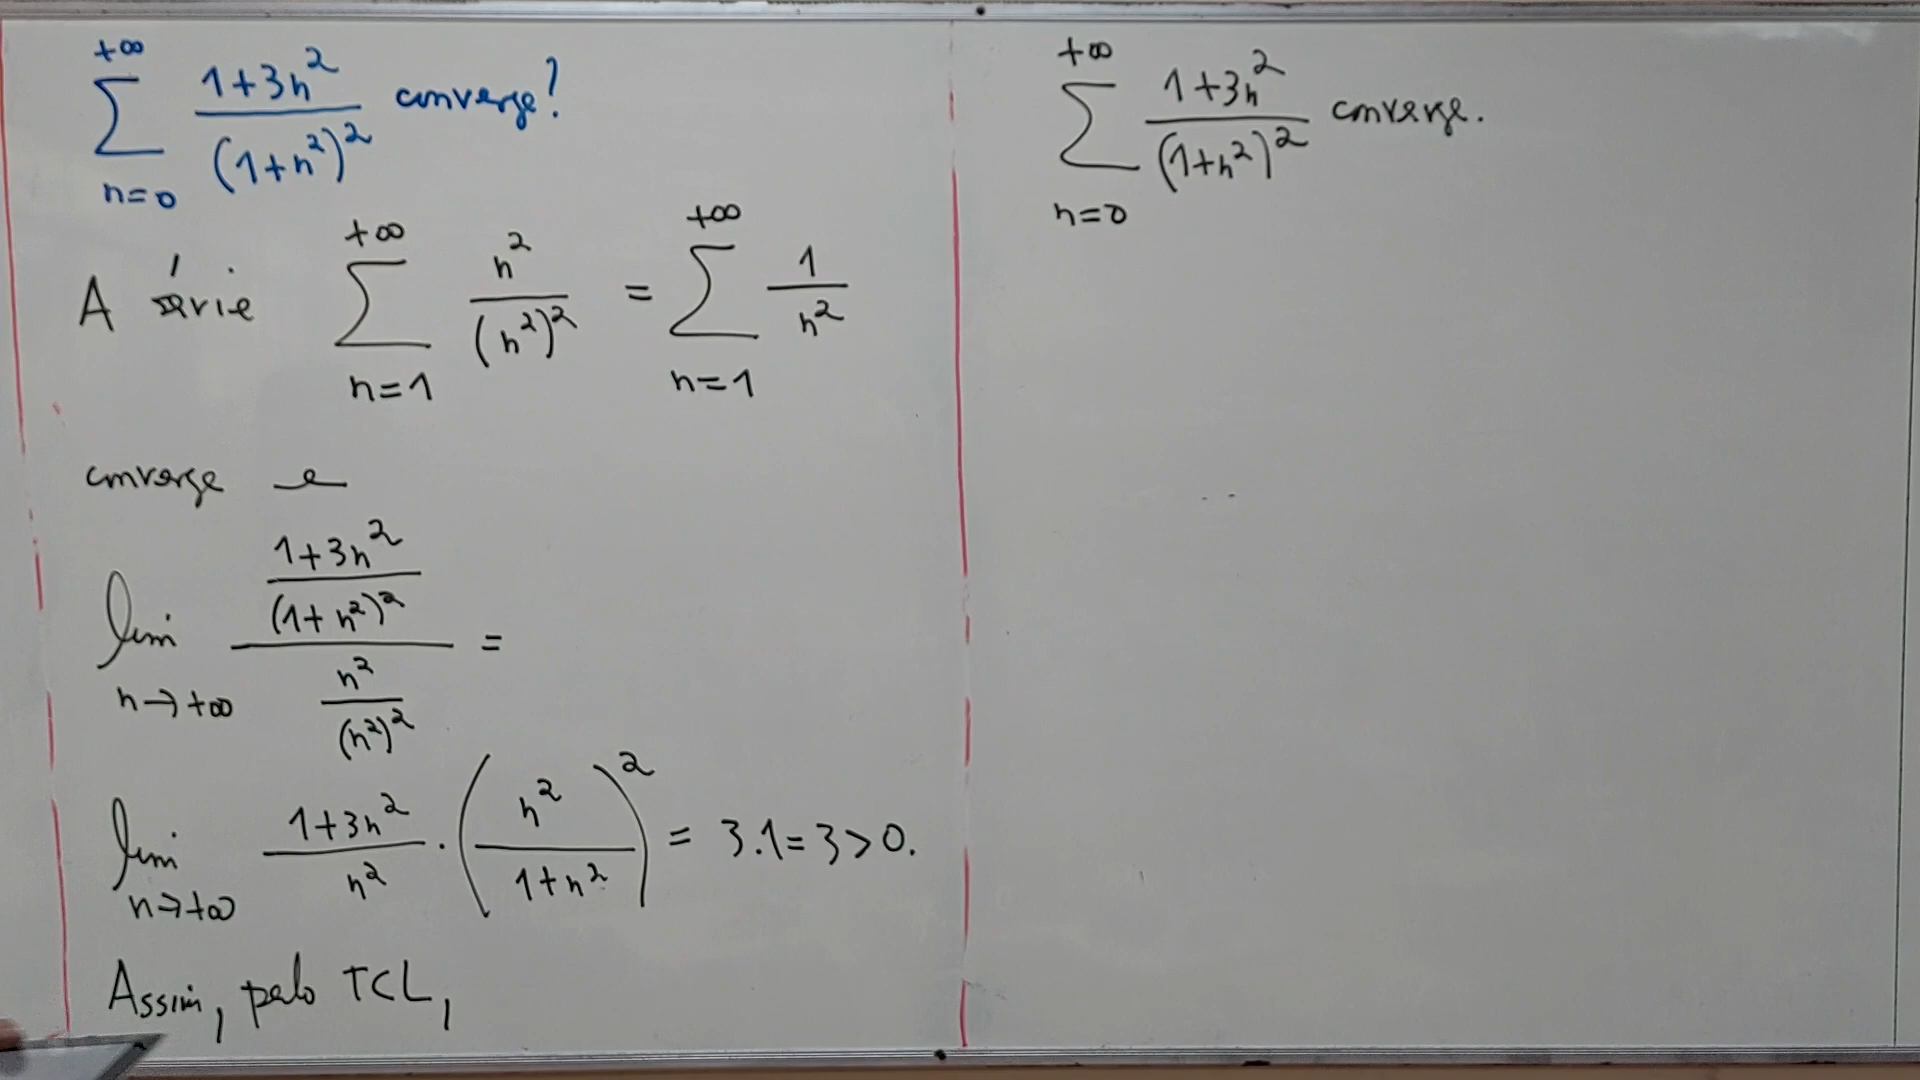 +∞
∑ (1+3n²)/(1+n²)² converge?
n=0
A série +∞ ∑ n=1 n²/(n²)² = +∞ ∑ n=1 1/n²
converge e
lim n→+∞ ((1+3n²)/(1+n²)²)/(n²/(n²)²) =
lim n→+∞ (1+3n²)/n² · (n²/(1+n²))² = 3.1=3>0.
Assim, pelo TCL,
+∞
∑ (1+3n²)/(1+n²)² converge.
n=0